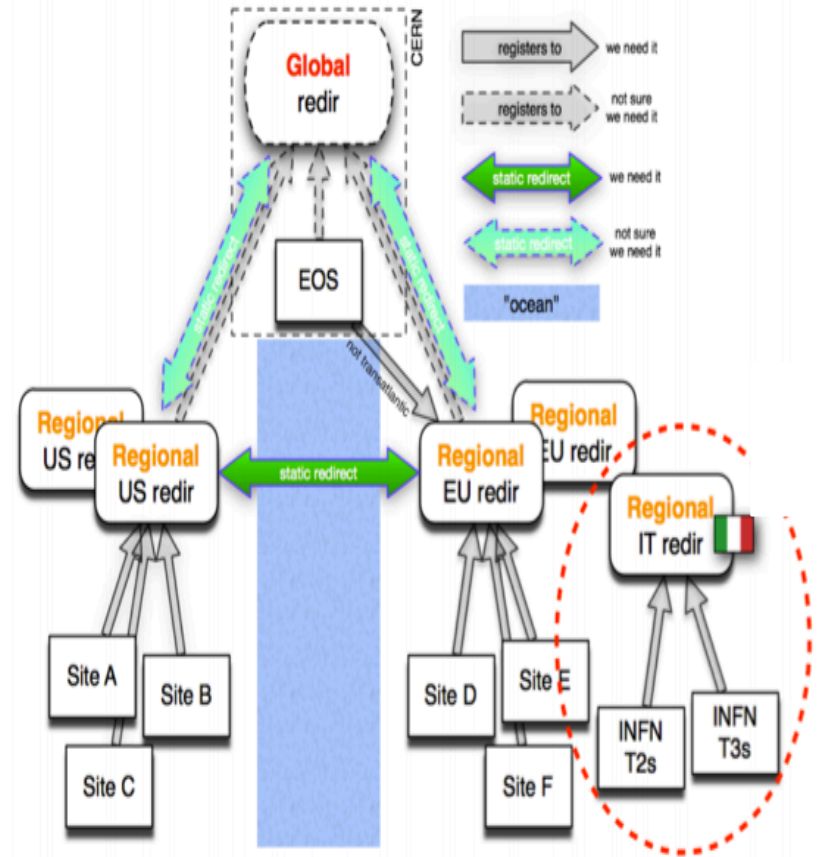 CERN
Global
redir
EOS
registers to
we need it
registers to
not sure
we need it
static redirect
we need it
static redirect
not sure
we need it
"ocean"
static redirect
static redirect
not transatlantic
Regional
US re
Regional
US redir
static redirect
Regional
EU redir
Regional
EU redir
Regional
IT redir
Site A
Site B
Site C
Site D
Site E
Site F
INFN
T2s
INFN
T3s